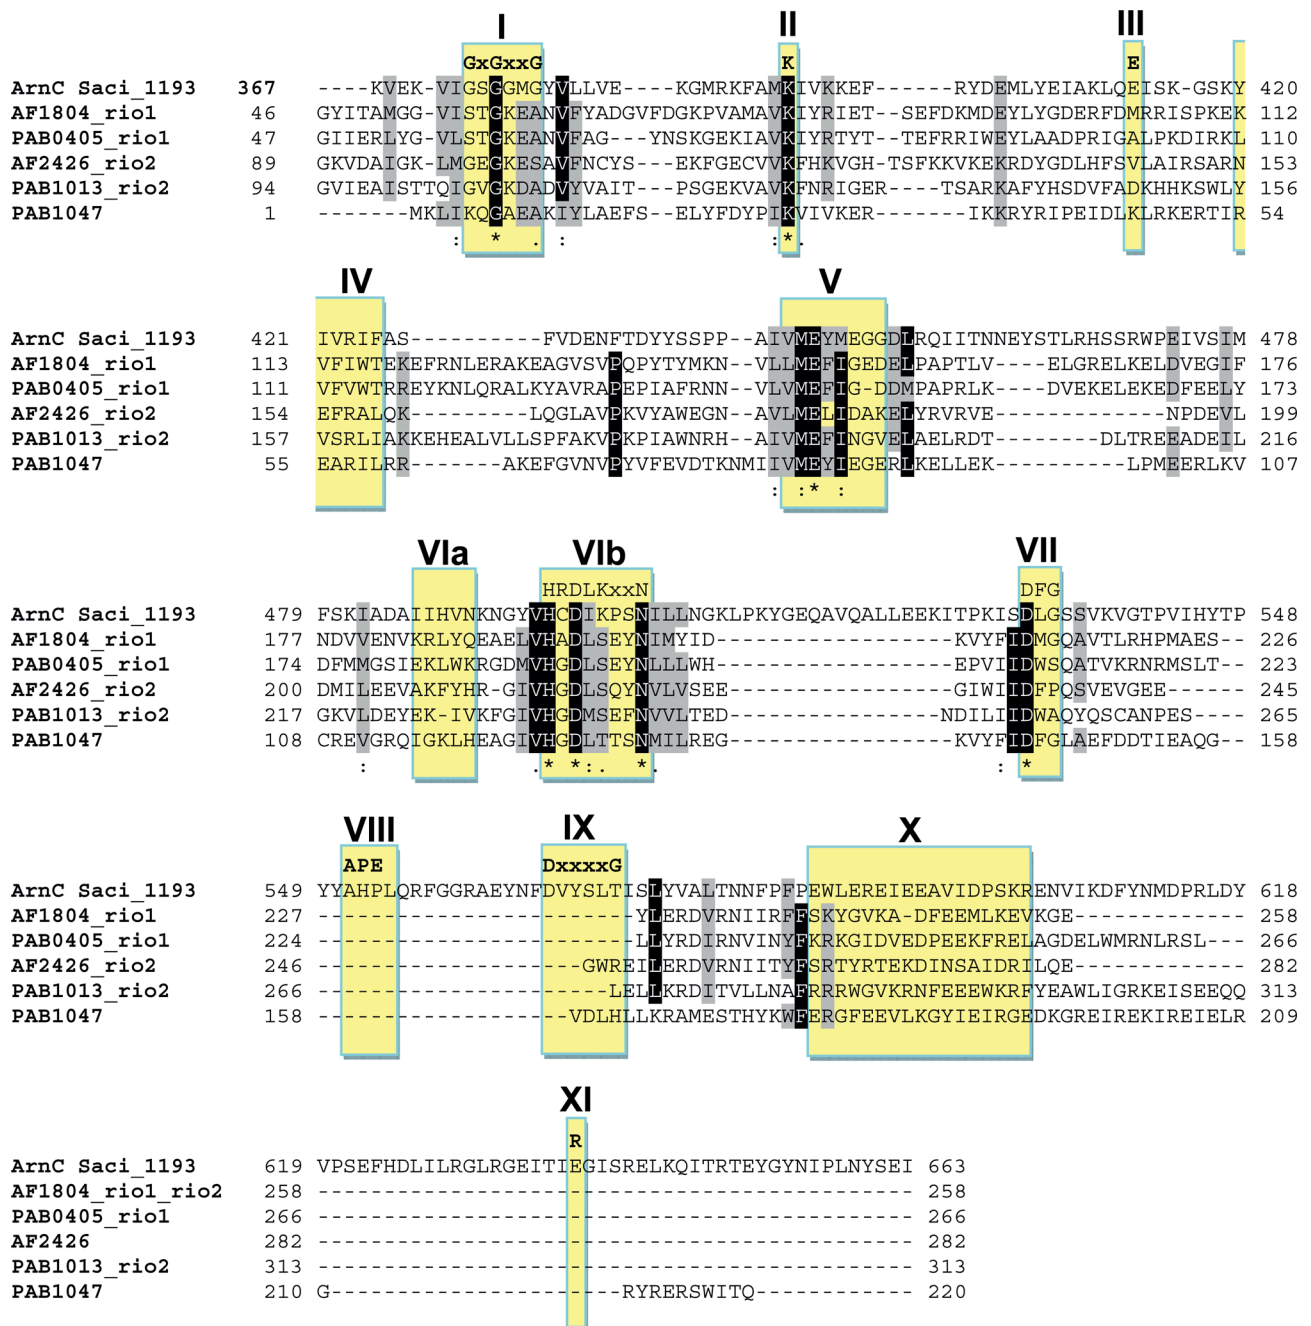 I II III
GxGxxG K E
ArnC Saci_1193 367 ----KVEK-VIGSGGMGYVLLVE----KGMRKFAMKIVKKEF-----RYDEMLYEIAKLQEISK-GSKY 420
AF1804_rio1 46 GYITAMGG-VISTGKEANVFYADGVFDGKPVAMAVKIYRIET--SEFDKMDEYLYGDERFDMRRISPKEK 112
PAB0405_rio1 47 GIIERLYG-VLSTGKEANVFAG---YNSKGEKIAVKIYRTYT--TEFRRIWEYLAADPRIGALPKDIRKL 110
AF2426_rio2 89 GKVDAIGK-LMGEGKESAVFNCYS---EKFGECVVKFHKVGH-TSFKKVKEKRDYGDLHFSVLAIRSARN 153
PAB1013_rio2 94 GVIEAISTTQIGVGKDADVYVAIT---PSGEKVAVKFNRIGER----TSARKAFYHSDVFADKHHKSWLY 156
PAB1047 1 -------MKLIKQGAEAKIYLAEFS--ELYFDYPIKVIVKER-----IKKRYRIPEIDLKLRKERTIR 54
: * . : :*.
IV V
ArnC Saci_1193 421 IVRIFAS----------FVDENFTDYYSSPP--AIVMEYMEGGDLRQIITNNEYSTLRHSSRWPEIVSIM 478
AF1804_rio1 113 VFIWTEKEFRNLERAKEAGVSVPQPYTYMKN--VLLMEFIGEDELPAPTLV----ELGRELKELDVEGIF 176
PAB0405_rio1 111 VFVWTRREYKNLQRALKYAVRAPEPIAFRNN--VLVMEFIG-DDMPAPRLK----DVEKELEKEDFEELY 173
AF2426_rio2 154 EFRALQK---------LQGLAVPKVYAWEGN--AVLMELIDAKELYRVRVE---------NPDEVL 199
PAB1013_rio2 157 VSRLIAKKEHEALVLLSPFAKVPKPIAWNRH--AIVMEFINGVELAELRDT--------DLTREEADEIL 216
PAB1047 55 EARILRR-------AKEFGVNVPYVFEVDTKNMIIVMEYIEGERLKELLEK----------LPMEERLKV 107
: :* :
VIa VIb VII
HRDLKxxN DFG
ArnC Saci_1193 479 FSKIADAIIHVNKNGYVHCDIKPSNILLNGKLPKYGEQAVQALLEEKITPKISDLGSSVKVGTPVIHYTP 548
AF1804_rio1 177 NDVVENVKRLYQEAELVHADLSEYNIMYID----------------------KVYFIDMGQAVTLRHPMAES-- 226
PAB0405_rio1 174 DFMMGSIEKLWKRGDMVHGDLSEYNLLLWH----------------------EPVIIDWSQATVKRNRMSLT-- 223
AF2426_rio2 200 DMILEEVAKFYHR-GIVHGDLSQYNVLVSEE---------------------GIWIIDFPQSVEVGEE------ 245
PAB1013_rio2 217 GKVLDEYEK-IVKFGIVHGDMSEFNVVLTED----------------NDILIIDWAQYQSCANPES---- 265
PAB1047 108 CREVGRQIGKLHEAGIVHGDLTTSNMILREG----------------------KVYFIDFGLAEFDDTIEAQG-- 158
: .* *:. *. : *
VIII IX X
APE DxxxxG
ArnC Saci_1193 549 YYAHPLQRFGGRAEYNFDVYSLTISLYVALTNNFPFPEWLEREIEEAVIDPSKRENVIKDFYNMDPRLDY 618
AF1804_rio1 227 ------------------------YLERDVRNIIRFFSKYGVKA-DFEEMLKEVKGE------------- 258
PAB0405_rio1 224 ------------------------LLYRDIRNVINYFKRKGIDVEDPEEKFRELAGDELWMRNLRSL--- 266
AF2426_rio2 246 --------------------GWREILERDVRNIITYFSRTYRTEKDINSAIDRILQE------------- 282
PAB1013_rio2 266 ----------------------LELLKRDITVLLNAFRRRWGVKRNFEEEWKRFYEAWLIGRKEISEEQQ 313
PAB1047 158 -------------------VDLHLLKRAMESTHYKWFERGFEEVLKGYIEIRGEDKGREIREKIREIELR 209
XI
R
ArnC Saci_1193 619 VPSEFHDLILRGLRGEITIEGISRELKQITRTEYGYNIPLNYSEI 663
AF1804_rio1_rio2 258 --------------------------------------------- 258
PAB0405_rio1 266 --------------------------------------------- 266
AF2426 282 --------------------------------------------- 282
PAB1013_rio2 313 --------------------------------------------- 313
PAB1047 210 G----------------------RYRERSWITQ------------ 220